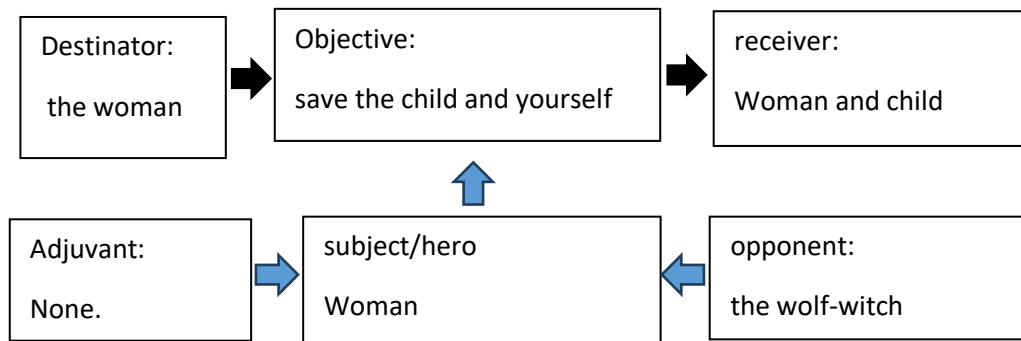 Destinator:
the woman
Objective:
save the child and yourself
receiver:
Woman and child
Adjuvant:
None.
subject/hero
Woman
opponent:
the wolf-witch